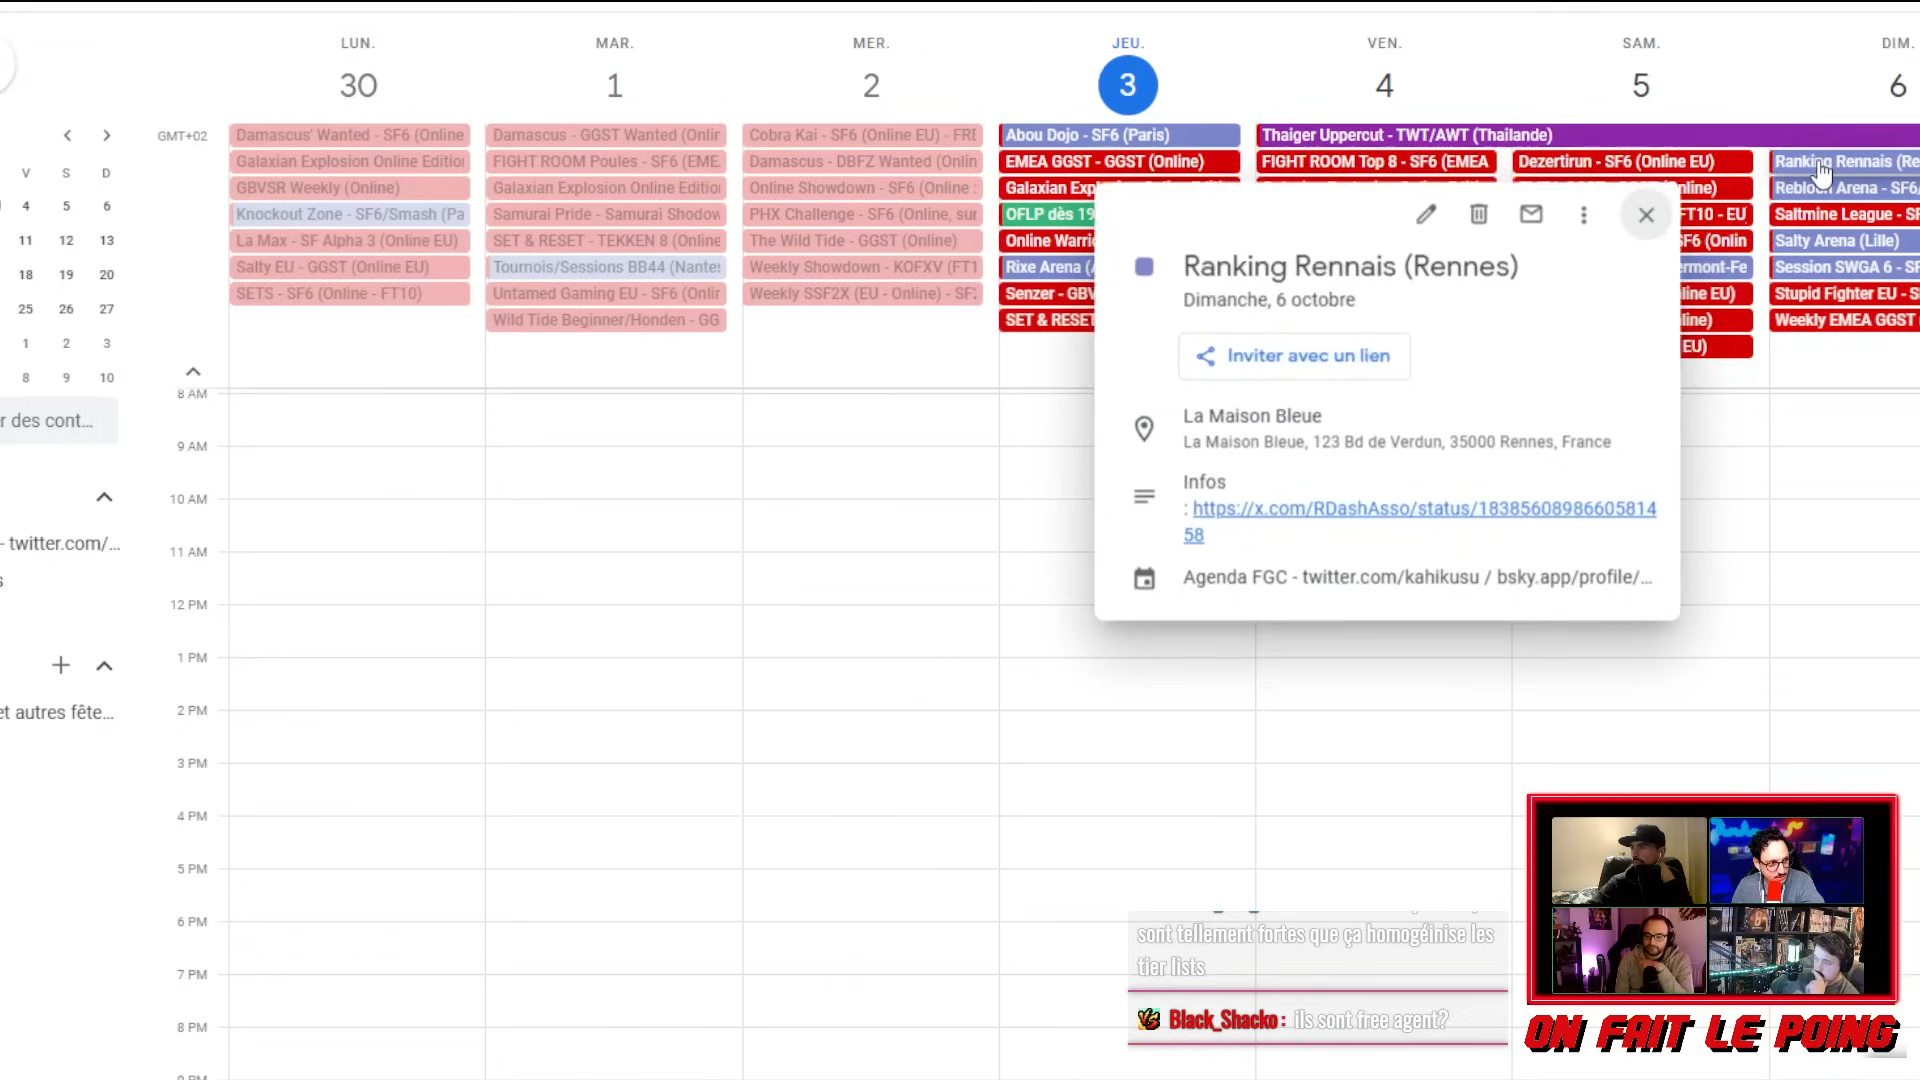 LUN.
MAR.
MER.
JEU.
VEN.
SAM.
DIM.
30
1
2
3
4
5
6
GMT+02
Damascus' Wanted - SF6 (Online
Galaxian Explosion Online Edition
GBVSR Weekly (Online)
Knockout Zone - SF6/Smash (Pa
La Max - SF Alpha 3 (Online EU)
Salty EU - GGST (Online EU)
SETS - SF6 (Online - FT10)
Damascus - GGST Wanted (Onlin
FIGHT ROOM Poules - SF6 (EME.
Galaxian Explosion Online Edition
Samurai Pride - Samurai Shodow
SET & RESET - TEKKEN 8 (Online
Tournois/Sessions BB44 (Nantes
Untamed Gaming EU - SF6 (Onlin
Wild Tide Beginner/Honden - GG
Cobra Kai - SF6 (Online EU) - FRE
Damascus - DBFZ Wanted (Onlin
Online Showdown - SF6 (Online :
PHX Challenge - SF6 (Online, sur
The Wild Tide - GGST (Online)
Weekly Showdown - KOFXV (FT1
Weekly SSF2X (EU - Online) - SF2
Abou Dojo - SF6 (Paris)
EMEA GGST - GGST (Online)
Galaxian Exp
OFLP dès 19
Online Warri
Rixe Arena (
Senzer - GBV
SET & RESET
Thaiger Uppercut - TWT/AWT (Thailande)
FIGHT ROOM Top 8 - SF6 (EMEA
Dezertirun - SF6 (Online EU)
nline)
FT10 - EU
SF6 (Onlin
ermont-Fe
line EU)
line)
EU)
Ranking Rennais (Re
Reblo Arena - SF6/
Saltmine League - SF
Salty Arena (Lille)
Session SWGA 6 - SF
Stupid Fighter EU - S
Weekly EMEA GGST
V S D
4 5 6
11 12 13
18 19 20
25 26 27
1 2 3
8 9 10
r des cont...
- twitter.com/...
s
et autres fête...
8 AM
9 AM
10 AM
11 AM
12 PM
1 PM
2 PM
3 PM
4 PM
5 PM
6 PM
7 PM
8 PM
9 PM
Ranking Rennais (Rennes)
Dimanche, 6 octobre
Inviter avec un lien
La Maison Bleue
La Maison Bleue, 123 Bd de Verdun, 35000 Rennes, France
Infos
: https://x.com/RDashAsso/status/18385608986605814
58
Agenda FGC - twitter.com/kahikusu / bsky.app/profile/...
sont tellement fortes que ça homogéinise les
tier lists
Black_Shacko : ils sont free agent?
ON FAIT LE POING